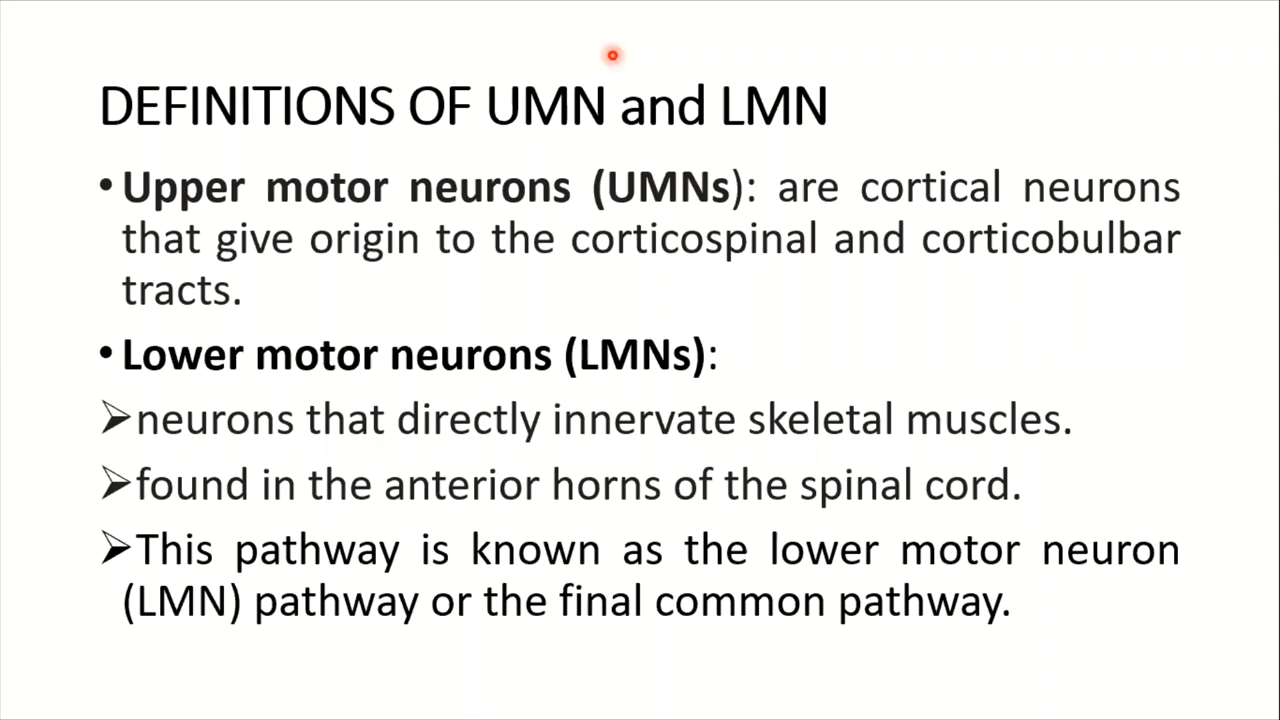 DEFINITIONS OF UMN and LMN
• Upper motor neurons (UMNs): are cortical neurons
that give origin to the corticospinal and corticobulbar
tracts.
• Lower motor neurons (LMNs):
➢neurons that directly innervate skeletal muscles.
➢found in the anterior horns of the spinal cord.
➢This pathway is known as the lower motor neuron
(LMN) pathway or the final common pathway.